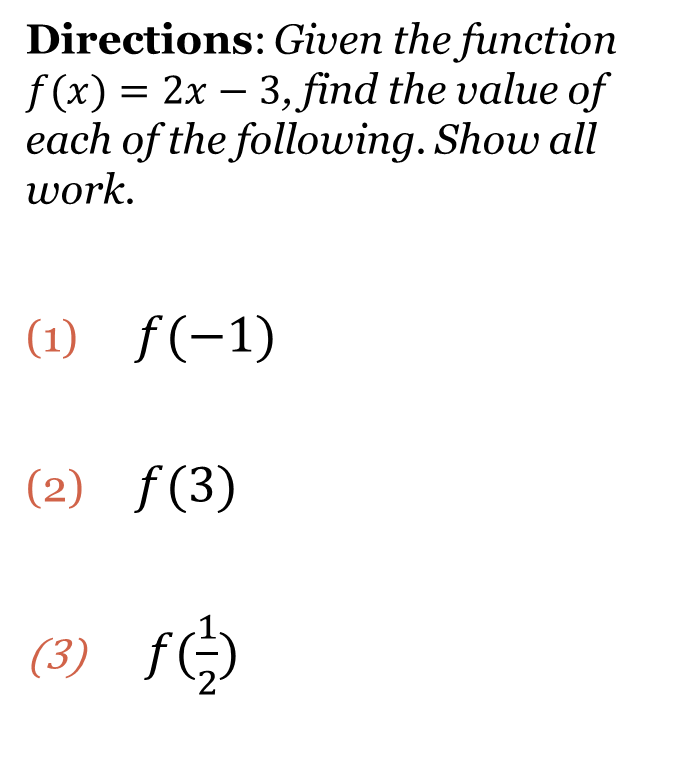 Directions: Given the function
f(x) = 2x − 3, find the value of
each of the following. Show all
work.
(1) f(−1)
(2) f(3)
(3) f(1/2)